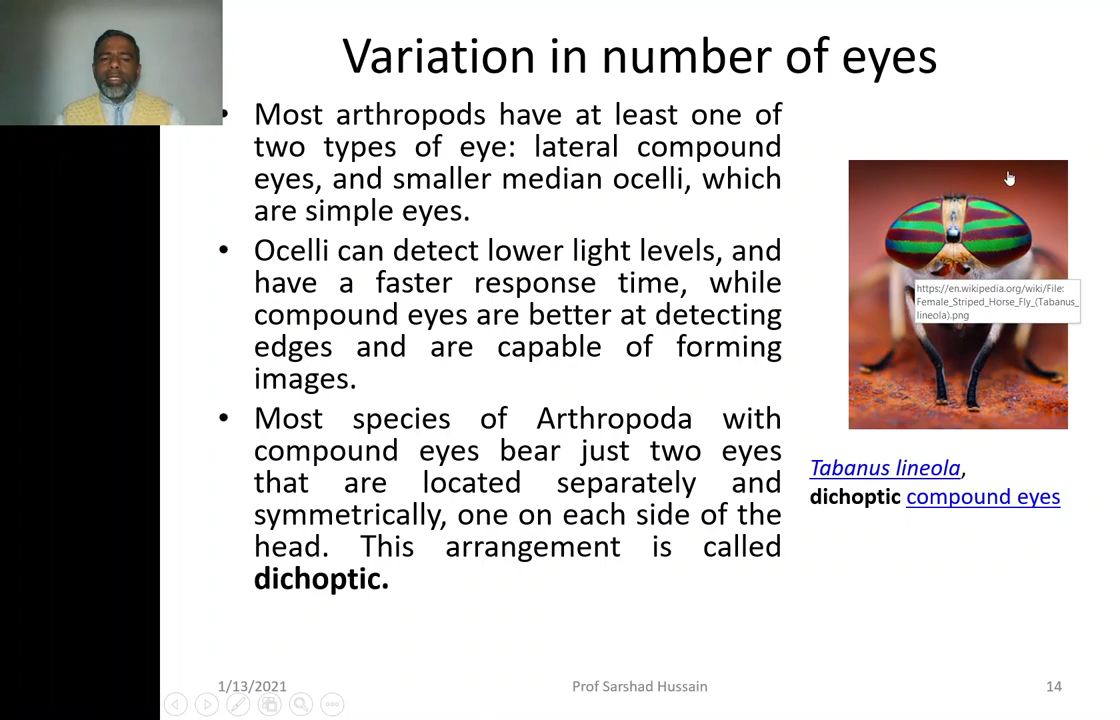 Variation in number of eyes
• Most arthropods have at least one of
two types of eye: lateral compound
eyes, and smaller median ocelli, which
are simple eyes.
• Ocelli can detect lower light levels, and
have a faster response time, while
compound eyes are better at detecting
edges and are capable of forming
images.
• Most species of Arthropoda with
compound eyes bear just two eyes
that are located separately and
symmetrically, one on each side of the
head. This arrangement is called
dichoptic.
https://en.wikipedia.org/wiki/File:
Female_Striped_Horse_Fly_(Tabanus_
lineola).png
Tabanus lineola,
dichoptic compound eyes
1/13/2021
Prof Sarshad Hussain
14